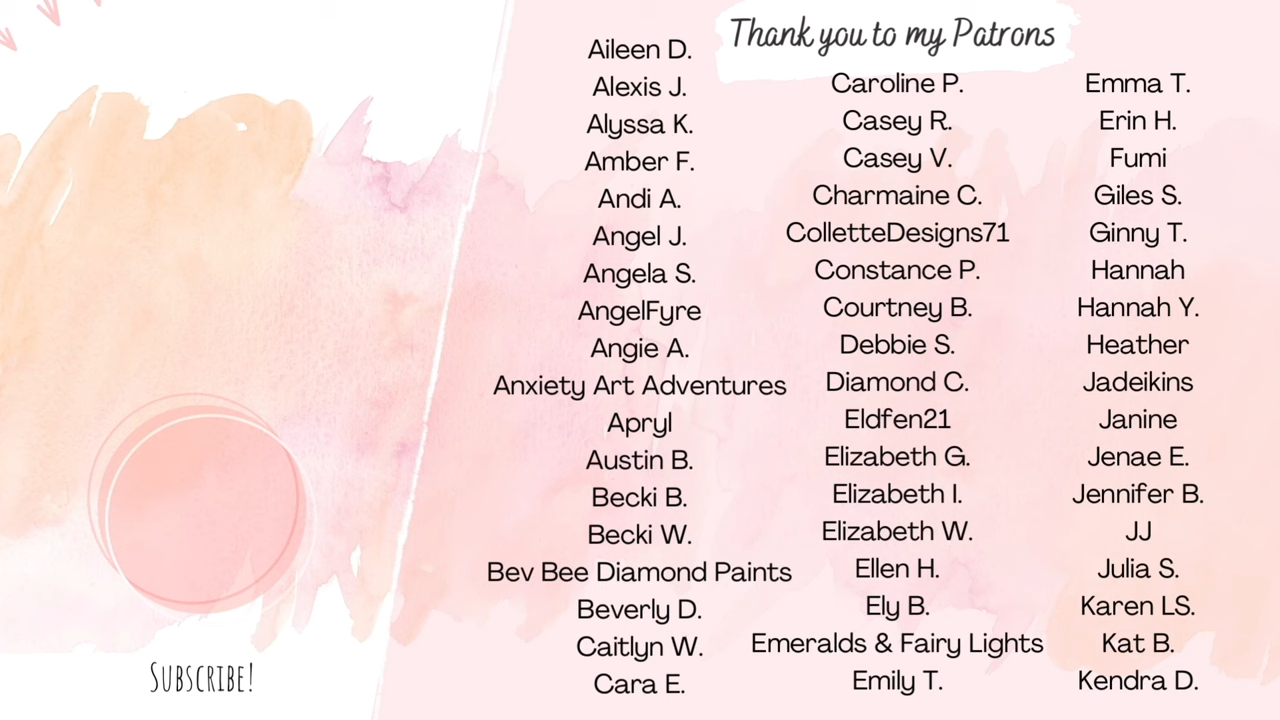 Thank you to my Patrons
Aileen D.
Alexis J.
Alyssa K.
Amber F.
Andi A.
Angel J.
Angela S.
AngelFyre
Angie A.
Anxiety Art Adventures
Apryl
Austin B.
Becki B.
Becki W.
Bev Bee Diamond Paints
Beverly D.
Caitlyn W.
Cara E.
Caroline P.
Casey R.
Casey V.
Charmaine C.
ColletteDesigns71
Constance P.
Courtney B.
Debbie S.
Diamond C.
Eldfen21
Elizabeth G.
Elizabeth I.
Elizabeth W.
Ellen H.
Ely B.
Emeralds & Fairy Lights
Emily T.
Emma T.
Erin H.
Fumi
Giles S.
Ginny T.
Hannah
Hannah Y.
Heather
Jadeikins
Janine
Jenae E.
Jennifer B.
JJ
Julia S.
Karen LS.
Kat B.
Kendra D.
Subscribe!